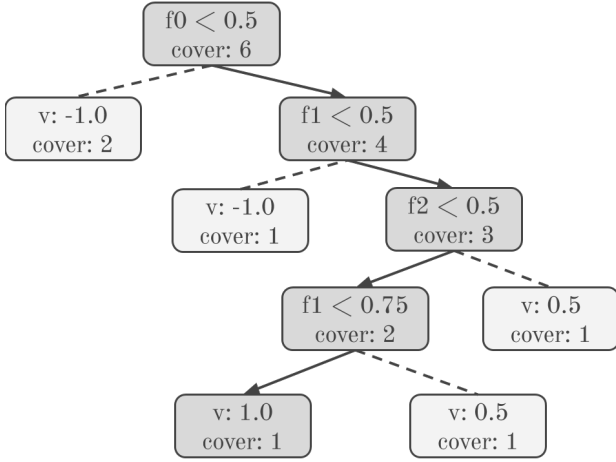 f0 < 0.5
cover: 6
v: -1.0
cover: 2
f1 < 0.5
cover: 4
v: -1.0
cover: 1
f2 < 0.5
cover: 3
f1 < 0.75
cover: 2
v: 0.5
cover: 1
v: 1.0
cover: 1
v: 0.5
cover: 1